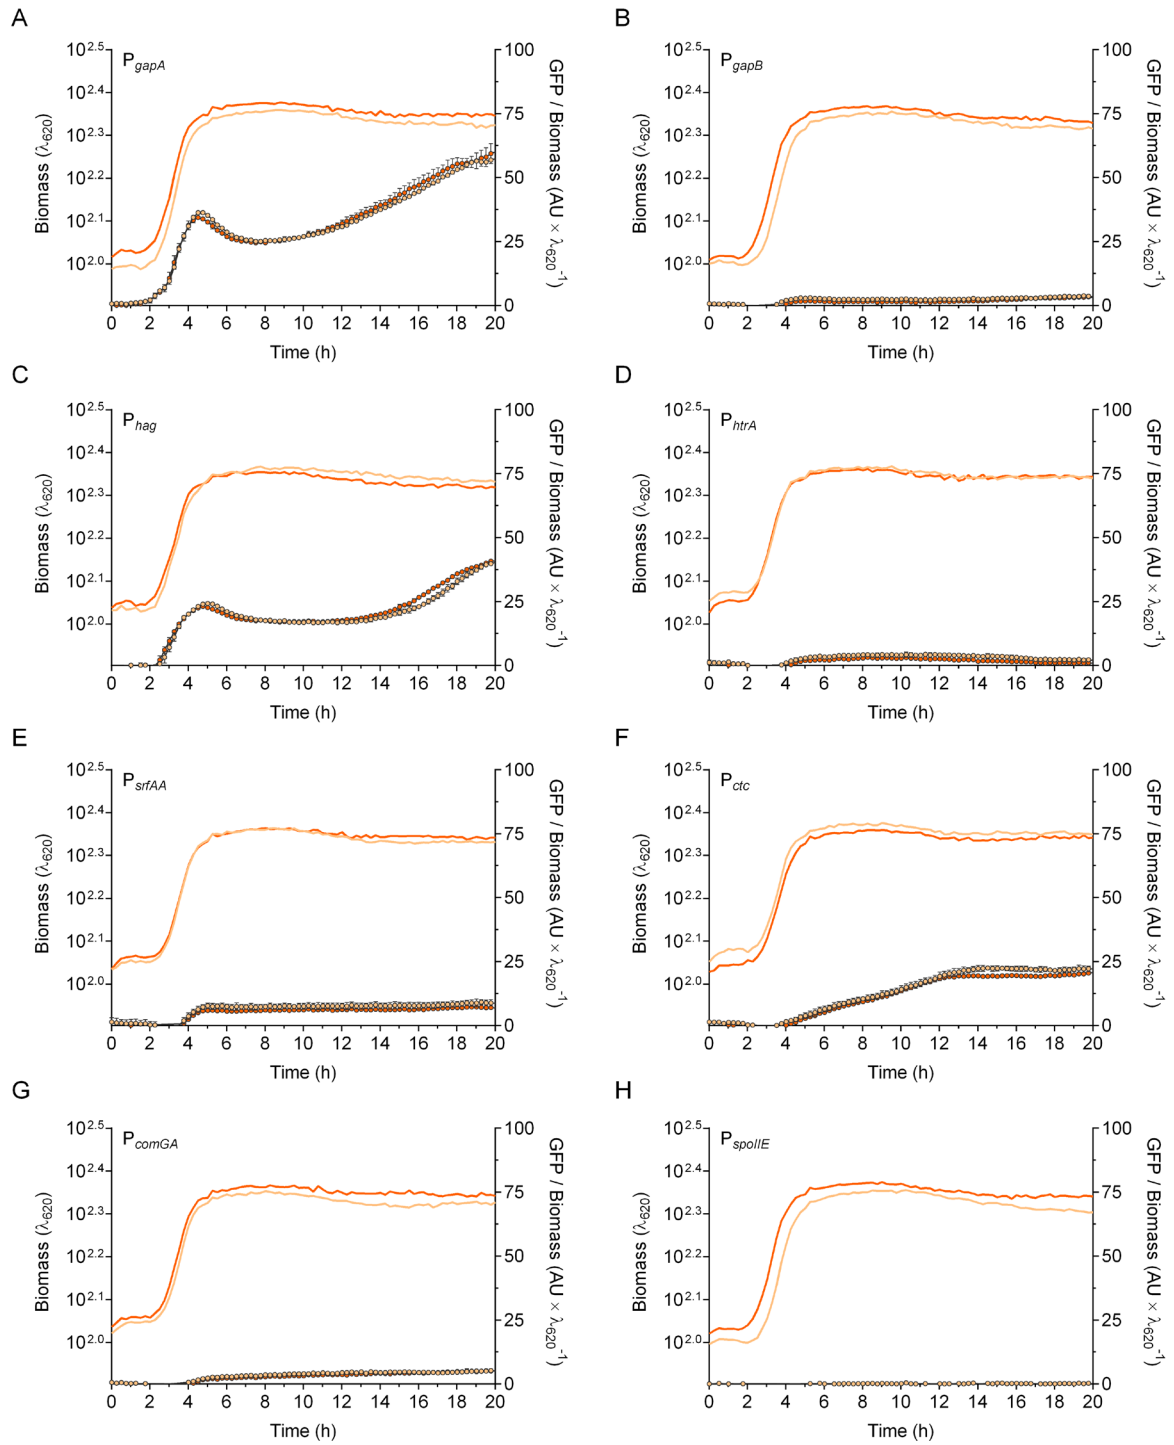 A
P gapA
10^2.5
10^2.4
10^2.3
10^2.2
10^2.1
10^2.0
Biomass (λ620)
100
75
50
25
0
GFP / Biomass (AU × λ620^-1)
0 2 4 6 8 10 12 14 16 18 20
Time (h)
B
P gapB
10^2.5
10^2.4
10^2.3
10^2.2
10^2.1
10^2.0
Biomass (λ620)
100
75
50
25
0
GFP / Biomass (AU × λ620^-1)
0 2 4 6 8 10 12 14 16 18 20
Time (h)
C
P hag
10^2.5
10^2.4
10^2.3
10^2.2
10^2.1
10^2.0
Biomass (λ620)
100
75
50
25
0
GFP / Biomass (AU × λ620^-1)
0 2 4 6 8 10 12 14 16 18 20
Time (h)
D
P htrA
10^2.5
10^2.4
10^2.3
10^2.2
10^2.1
10^2.0
Biomass (λ620)
100
75
50
25
0
GFP / Biomass (AU × λ620^-1)
0 2 4 6 8 10 12 14 16 18 20
Time (h)
E
P srfAA
10^2.5
10^2.4
10^2.3
10^2.2
10^2.1
10^2.0
Biomass (λ620)
100
75
50
25
0
GFP / Biomass (AU × λ620^-1)
0 2 4 6 8 10 12 14 16 18 20
Time (h)
F
P ctc
10^2.5
10^2.4
10^2.3
10^2.2
10^2.1
10^2.0
Biomass (λ620)
100
75
50
25
0
GFP / Biomass (AU × λ620^-1)
0 2 4 6 8 10 12 14 16 18 20
Time (h)
G
P comGA
10^2.5
10^2.4
10^2.3
10^2.2
10^2.1
10^2.0
Biomass (λ620)
100
75
50
25
0
GFP / Biomass (AU × λ620^-1)
0 2 4 6 8 10 12 14 16 18 20
Time (h)
H
P spoIIE
10^2.5
10^2.4
10^2.3
10^2.2
10^2.1
10^2.0
Biomass (λ620)
100
75
50
25
0
GFP / Biomass (AU × λ620^-1)
0 2 4 6 8 10 12 14 16 18 20
Time (h)